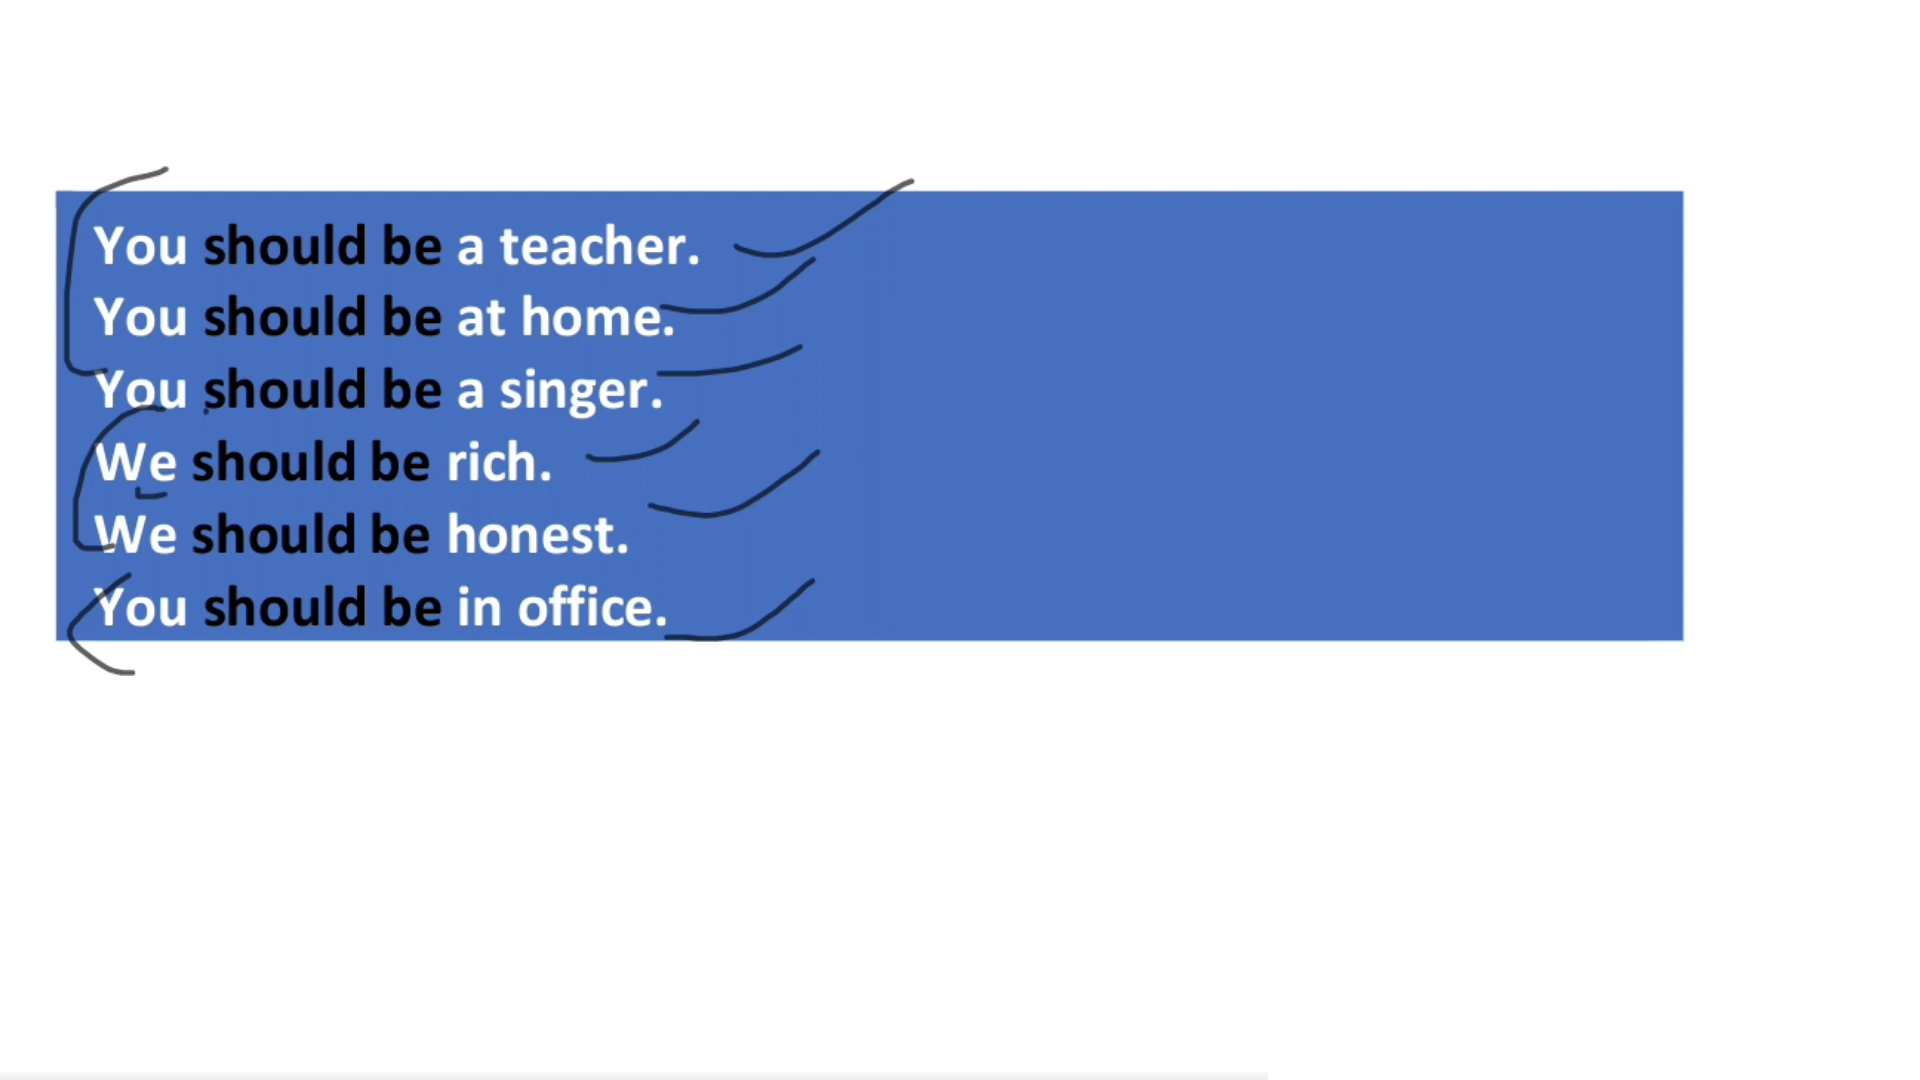 You should be a teacher.
You should be at home.
You should be a singer.
We should be rich.
We should be honest.
You should be in office.